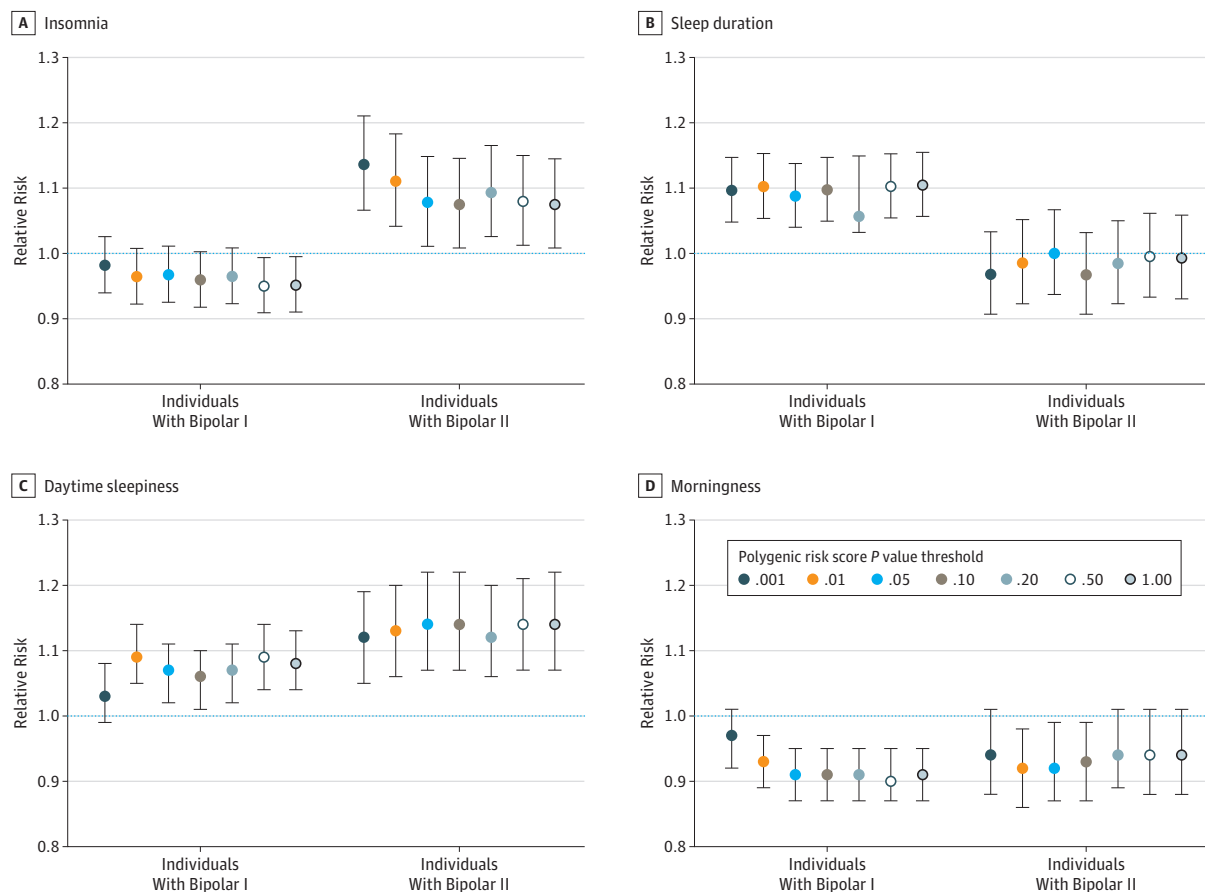 A Insomnia
1.3
1.2
1.1
1.0
0.9
0.8
Relative Risk
Individuals
With Bipolar I
Individuals
With Bipolar II
B Sleep duration
1.3
1.2
1.1
1.0
0.9
0.8
Relative Risk
Individuals
With Bipolar I
Individuals
With Bipolar II
C Daytime sleepiness
1.3
1.2
1.1
1.0
0.9
0.8
Relative Risk
Individuals
With Bipolar I
Individuals
With Bipolar II
D Morningness
1.3
1.2
1.1
1.0
0.9
0.8
Relative Risk
Polygenic risk score P value threshold
.001 .01 .05 .10 .20 .50 1.00
Individuals
With Bipolar I
Individuals
With Bipolar II